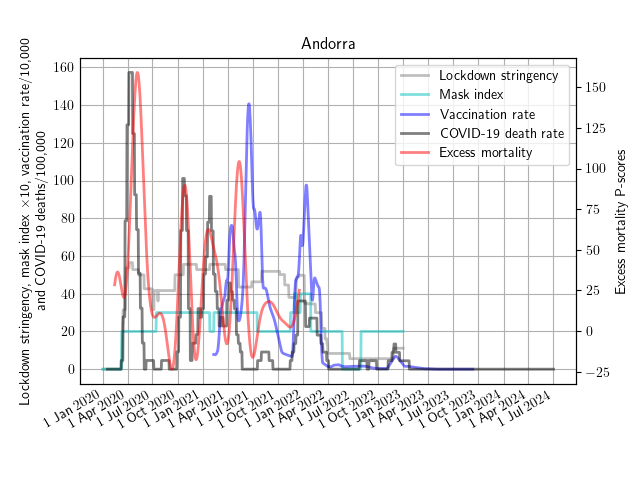 Andorra
Lockdown stringency, mask index ×10, vaccination rate/10,000
and COVID-19 deaths/100,000
160
140
120
100
80
60
40
20
0
Lockdown stringency
Mask index
Vaccination rate
COVID-19 death rate
Excess mortality
150
125
100
75
50
25
0
−25
Excess mortality P-scores
1 Jan 2020
1 Apr 2020
1 Jul 2020
1 Oct 2020
1 Jan 2021
1 Apr 2021
1 Jul 2021
1 Oct 2021
1 Jan 2022
1 Apr 2022
1 Jul 2022
1 Oct 2022
1 Jan 2023
1 Apr 2023
1 Jul 2023
1 Oct 2023
1 Jan 2024
1 Apr 2024
1 Jul 2024